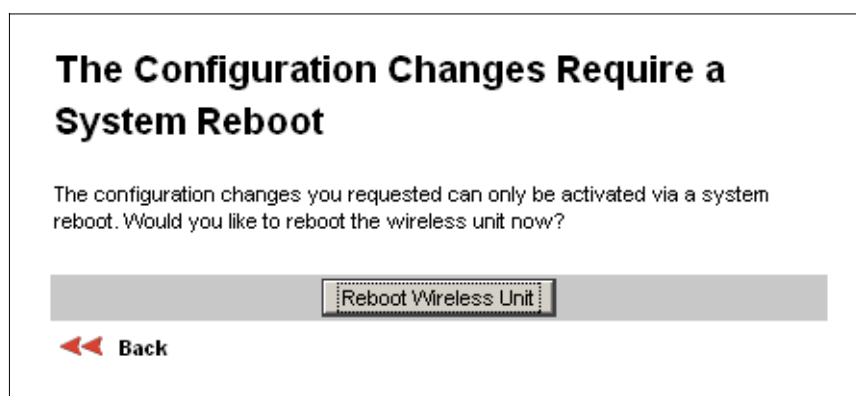 The Configuration Changes Require a
System Reboot
The configuration changes you requested can only be activated via a system
reboot. Would you like to reboot the wireless unit now?
Reboot Wireless Unit
Back